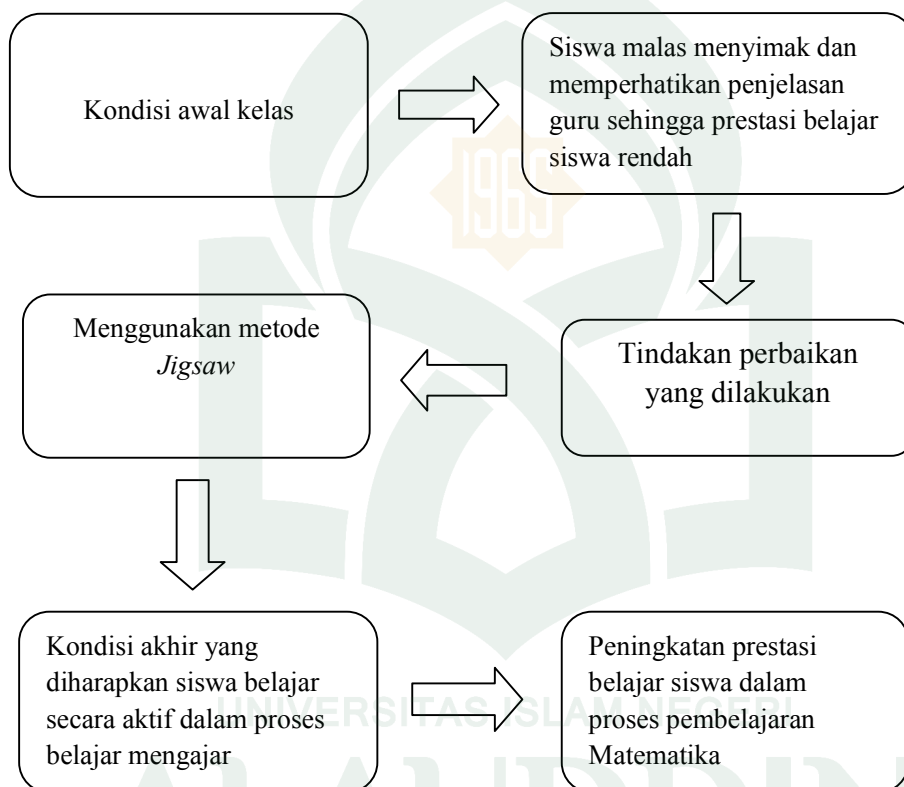 Kondisi awal kelas
Siswa malas menyimak dan
memperhatikan penjelasan
guru sehingga prestasi belajar
siswa rendah
1965
Tindakan perbaikan
yang dilakukan
Menggunakan metode
Jigsaw
Kondisi akhir yang
diharapkan siswa belajar
secara aktif dalam proses
belajar mengajar
Peningkatan prestasi
belajar siswa dalam
proses pembelajaran
Matematika
UNIVERSITAS ISLAM NEGERI
ALAUDDIN